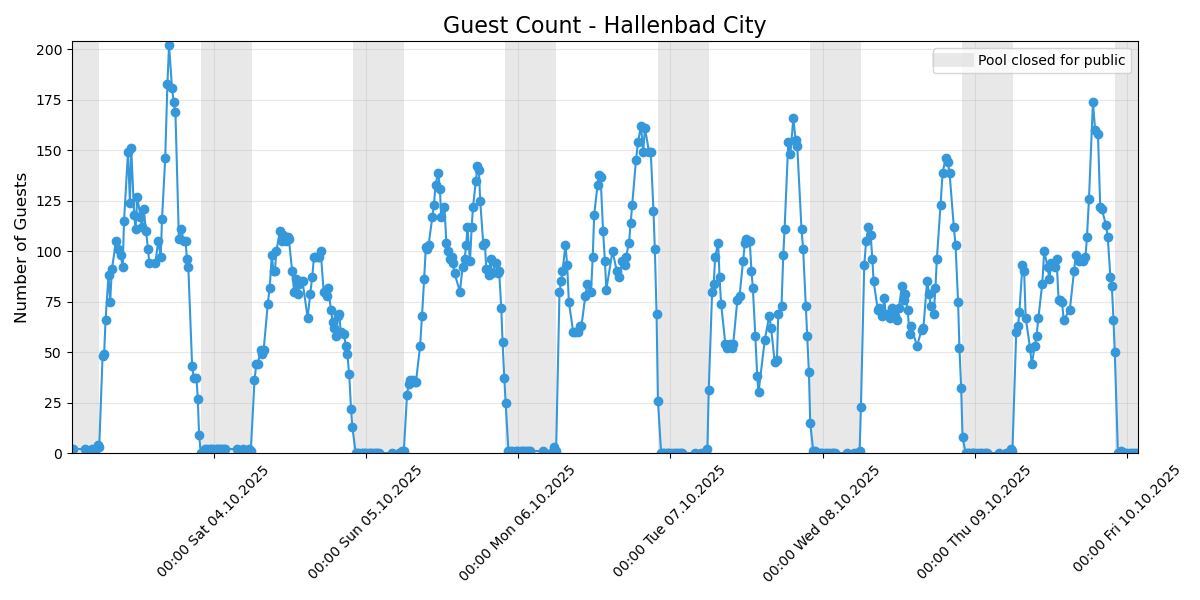 Guest Count - Hallenbad City
Pool closed for public
Number of Guests
200
175
150
125
100
75
50
25
0
00:00 Sat 04.10.2025
00:00 Sun 05.10.2025
00:00 Mon 06.10.2025
00:00 Tue 07.10.2025
00:00 Wed 08.10.2025
00:00 Thu 09.10.2025
00:00 Fri 10.10.2025